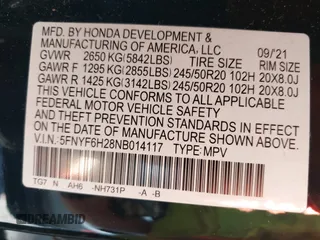 MFD. BY HONDA DEVELOPMENT &
MANUFACTURING OF AMERICA, LLC 09/21
GVWR 2650 KG(5842LBS) TIRE SIZE RIM SIZE
GAWR F 1295 KG(2855LBS) 245/50R20 102H 20X8.0J
GAWR R 1425 KG(3142LBS) 245/50R20 102H 20X8.0J
THIS VEHICLE CONFORMS TO ALL APPLICABLE
FEDERAL MOTOR VEHICLE SAFETY
STANDARDS IN EFFECT ON THE DATE OF
MANUFACTURE SHOWN ABOVE.
V.I.N. 5FNYF6H28NB014117 TYPE: MPV
TG7 N AH6 -NH731P -A -B
DREAMBID